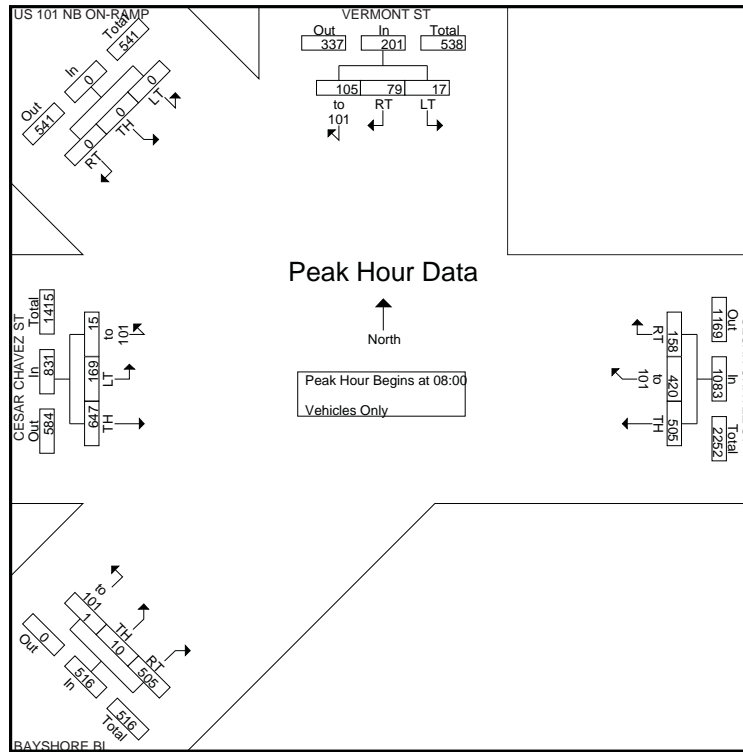 US 101 NB ON-RAMP
Total
541
In
0
Out
541
0
0
0
RT
TH
LT
VERMONT ST
Out
In
Total
337
201
538
105
79
17
to
101
RT
LT
Peak Hour Data
North
Peak Hour Begins at 08:00
Vehicles Only
CESAR CHAVEZ ST
Total
1415
In
831
Out
584
15
169
647
to
101
LT
TH
Out
1169
In
1083
Total
2252
RT
158
to
101
420
TH
505
to
101
TH
RT
1
10
505
Out
0
In
516
Total
516
BAYSHORE BL